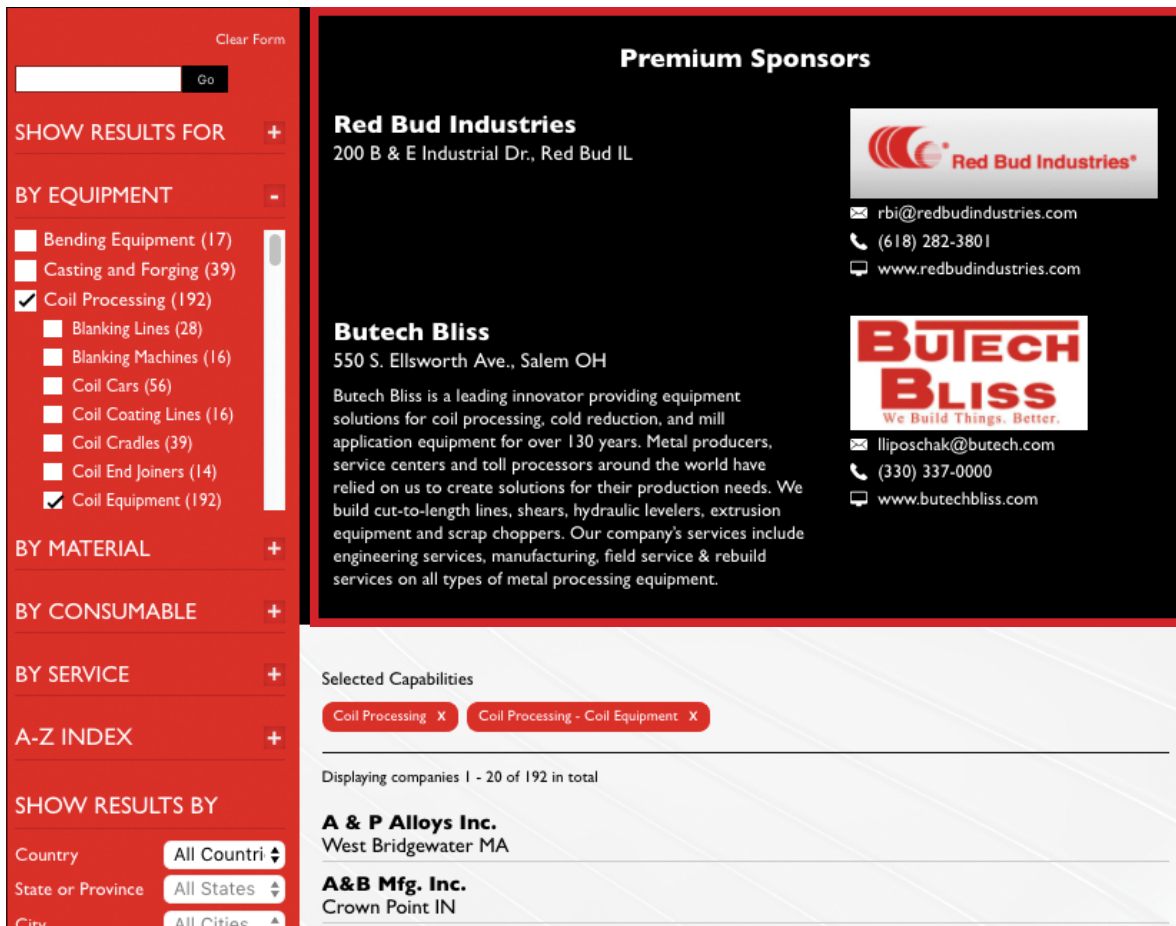 Clear Form
Go
SHOW RESULTS FOR +
BY EQUIPMENT -
Bending Equipment (17)
Casting and Forging (39)
Coil Processing (192)
Blanking Lines (28)
Blanking Machines (16)
Coil Cars (56)
Coil Coating Lines (16)
Coil Cradles (39)
Coil End Joiners (14)
Coil Equipment (192)
BY MATERIAL +
BY CONSUMABLE +
BY SERVICE +
A-Z INDEX +
SHOW RESULTS BY
Country All Countri
State or Province All States
City All Cities
Premium Sponsors
Red Bud Industries
200 B & E Industrial Dr., Red Bud IL
Red Bud Industries®
rbi@redbudindustries.com
(618) 282-3801
www.redbudindustries.com
Butech Bliss
550 S. Ellsworth Ave., Salem OH
Butech Bliss is a leading innovator providing equipment
solutions for coil processing, cold reduction, and mill
application equipment for over 130 years. Metal producers,
service centers and toll processors around the world have
relied on us to create solutions for their production needs. We
build cut-to-length lines, shears, hydraulic levelers, extrusion
equipment and scrap choppers. Our company's services include
engineering services, manufacturing, field service & rebuild
services on all types of metal processing equipment.
BUTECH
BLISS
We Build Things. Better.
lliposchak@butech.com
(330) 337-0000
www.butechbliss.com
Selected Capabilities
Coil Processing X Coil Processing - Coil Equipment X
Displaying companies 1 - 20 of 192 in total
A & P Alloys Inc.
West Bridgewater MA
A&B Mfg. Inc.
Crown Point IN